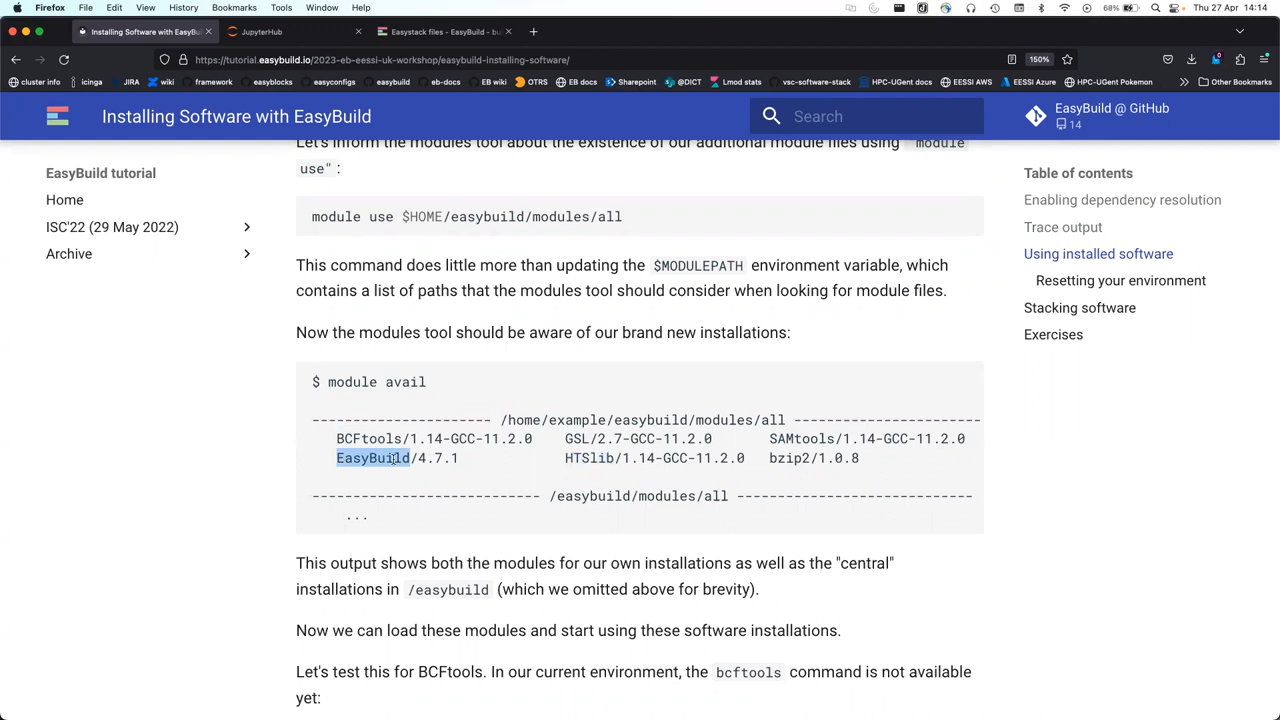 Firefox File Edit View History Bookmarks Tools Window Help 68% Thu 27 Apr 14:14
Installing Software with EasyBui JupyterHub Easystack files - EasyBuild - bu
https://tutorial.easybuild.io/2023-eb-eessi-uk-workshop/easybuild-installing-software/ 150%
cluster info icinga JIRA wiki framework easyblocks easyconfigs easybuild eb-docs EB wiki OTRS EB docs Sharepoint @DICT Lmod stats vsc-software-stack HPC-UGent docs EESSI AWS EESSI Azure HPC-UGent Pokemon Other Bookmarks
Installing Software with EasyBuild
Search
EasyBuild @ GitHub
14
EasyBuild tutorial
Home
ISC'22 (29 May 2022)
Archive
Let's inform the modules tool about the existence of our additional module files using "module
use" :
module use $HOME/easybuild/modules/all
This command does little more than updating the $MODULEPATH environment variable, which
contains a list of paths that the modules tool should consider when looking for module files.
Now the modules tool should be aware of our brand new installations:
$ module avail
---------------------- /home/example/easybuild/modules/all -----------------------
BCFtools/1.14-GCC-11.2.0 GSL/2.7-GCC-11.2.0 SAMtools/1.14-GCC-11.2.0
EasyBuild/4.7.1 HTSlib/1.14-GCC-11.2.0 bzip2/1.0.8
---------------------------- /easybuild/modules/all -----------------------------
...
This output shows both the modules for our own installations as well as the "central"
installations in /easybuild (which we omitted above for brevity).
Now we can load these modules and start using these software installations.
Let's test this for BCFtools. In our current environment, the bcftools command is not available
yet:
Table of contents
Enabling dependency resolution
Trace output
Using installed software
Resetting your environment
Stacking software
Exercises